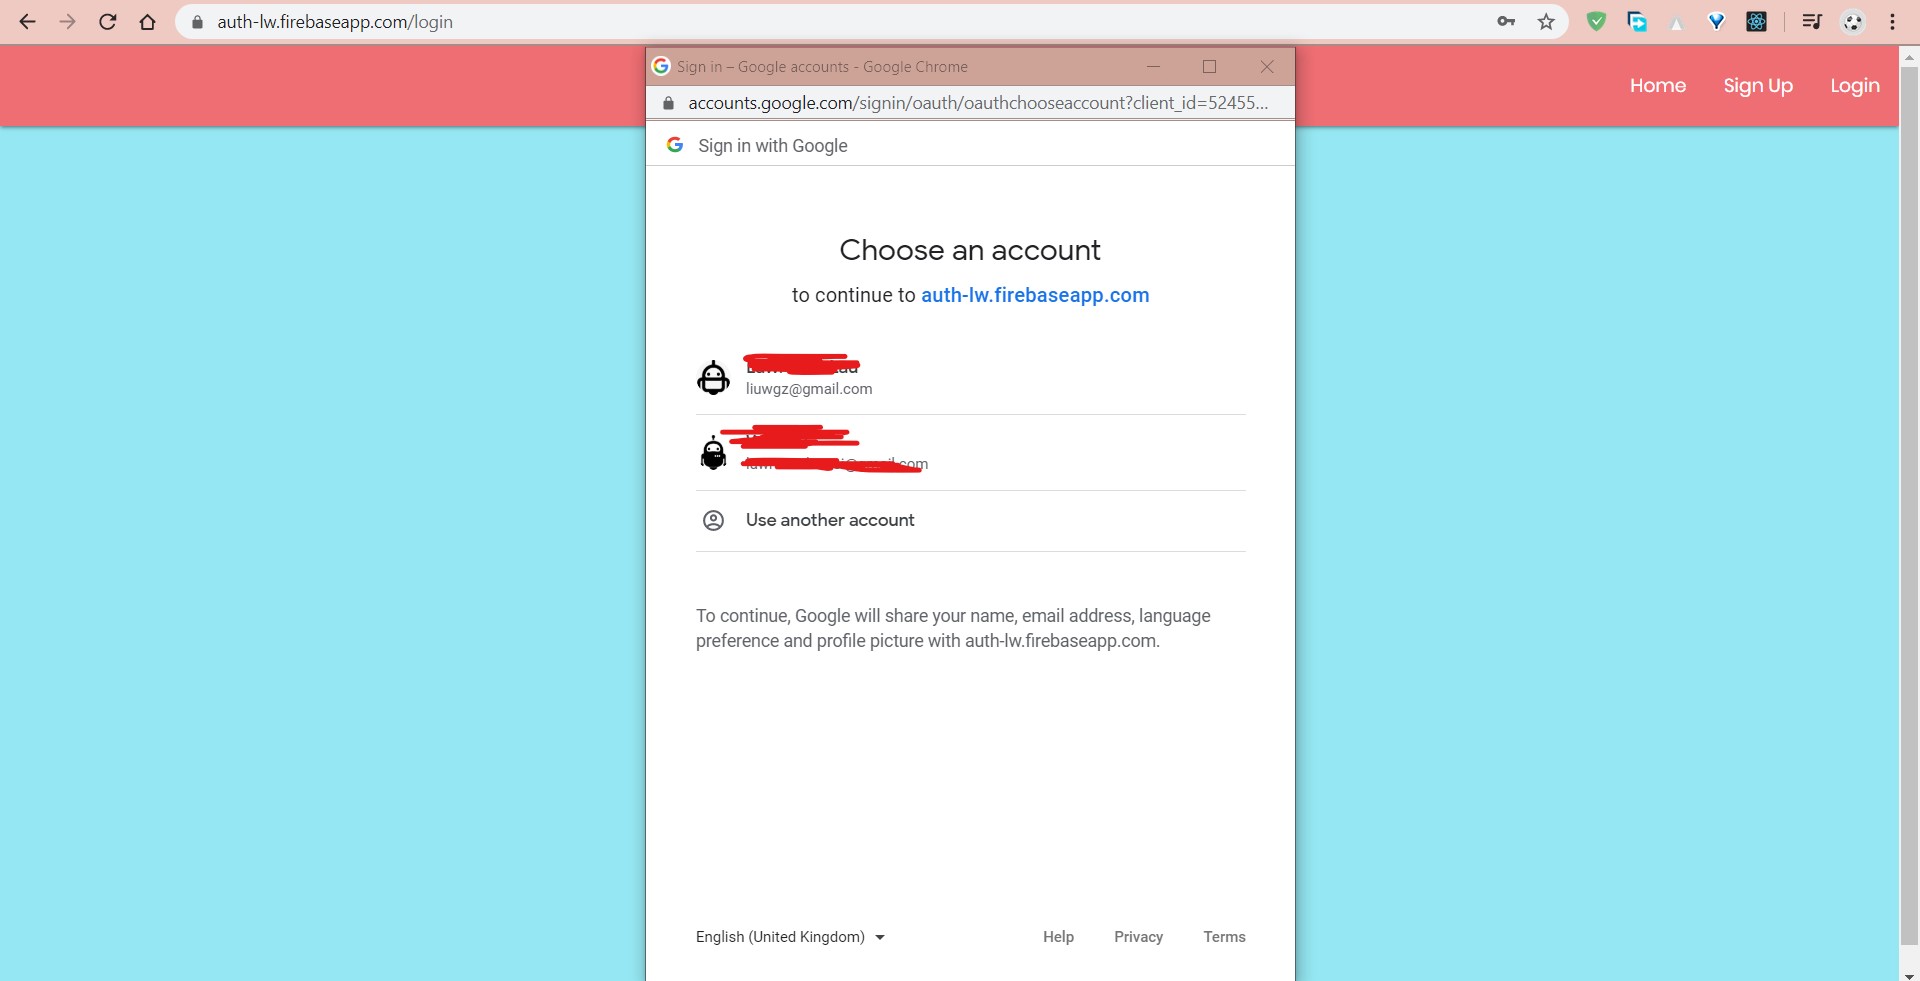 auth-lw.firebaseapp.com/login
Home Sign Up Login
Sign in – Google accounts - Google Chrome
accounts.google.com/signin/oauth/oauthchooseaccount?client_id=52455...
Sign in with Google
Choose an account
to continue to auth-lw.firebaseapp.com
liuwgz@gmail.com
Use another account
To continue, Google will share your name, email address, language
preference and profile picture with auth-lw.firebaseapp.com.
English (United Kingdom) Help Privacy Terms